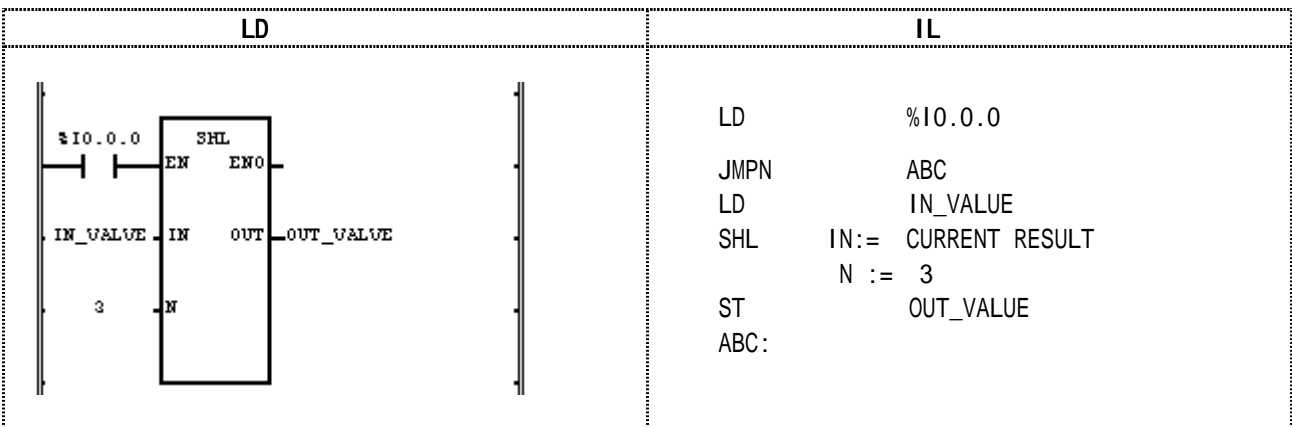 LD
IL
%I0.0.0 SHL
EN ENO
IN_VALUE IN OUT OUT_VALUE
3 N
LD %I0.0.0
JMPN ABC
LD IN_VALUE
SHL IN:= CURRENT RESULT
N := 3
ST OUT_VALUE
ABC: